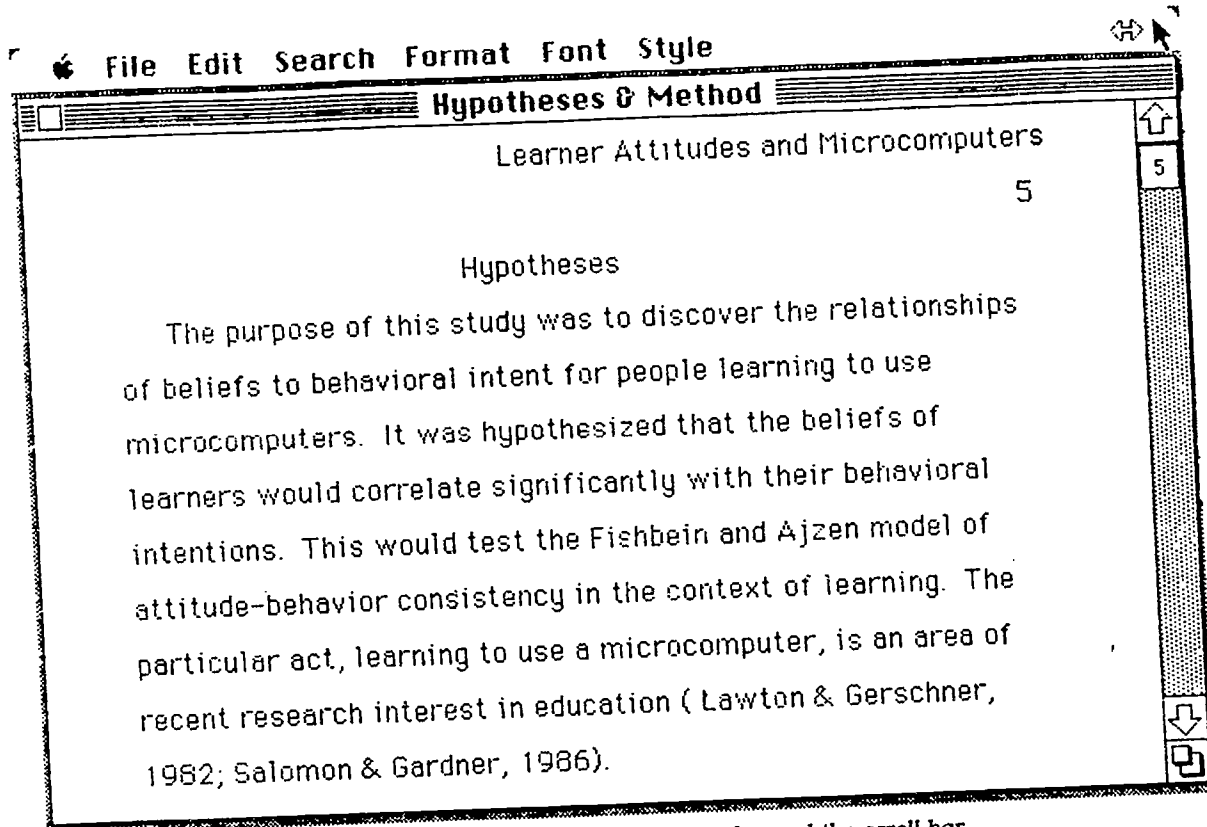 File Edit Search Format Font Style
Hypotheses & Method
Learner Attitudes and Microcomputers
5
5
Hypotheses
The purpose of this study was to discover the relationships
of beliefs to behavioral intent for people learning to use
microcomputers. It was hypothesized that the beliefs of
learners would correlate significantly with their behavioral
intentions. This would test the Fishbein and Ajzen model of
attitude-behavior consistency in the context of learning. The
particular act, learning to use a microcomputer, is an area of
recent research interest in education ( Lawton & Gerschner,
1982; Salomon & Gardner, 1986).
and the scroll bar